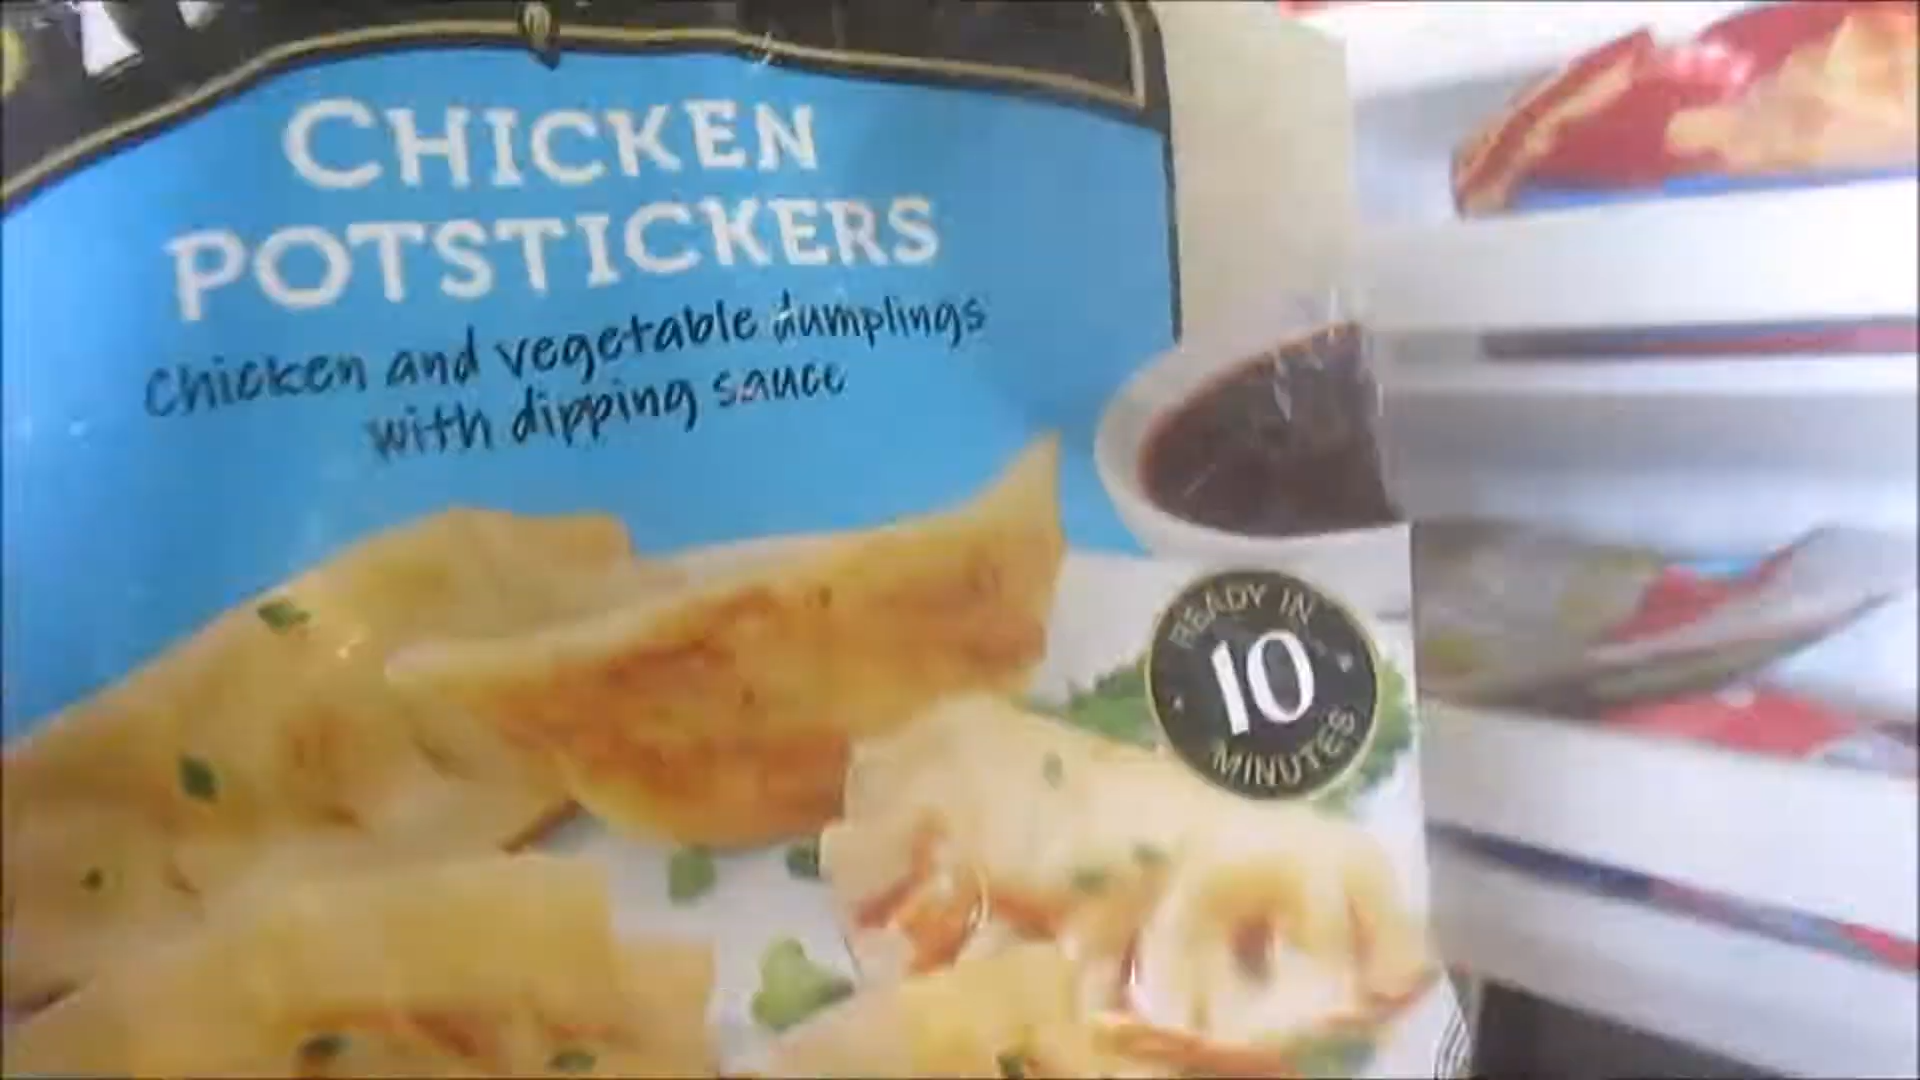 CHICKEN
POTSTICKERS
chicken and vegetable dumplings
with dipping sauce
READY IN
10
MINUTES